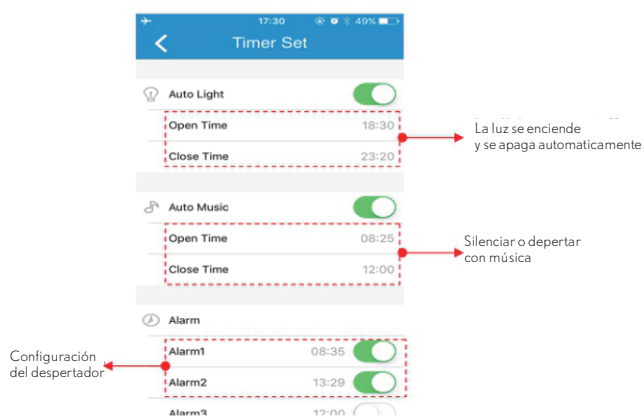 17:30
49%
Timer Set
Auto Light
Open Time 18:30
Close Time 23:20
La luz se enciende
y se apaga automaticamente
Auto Music
Open Time 08:25
Close Time 12:00
Silenciar o depertar
con música
Alarm
Configuración
del despertador
Alarm1 08:35
Alarm2 13:29
Alarm3 12:00